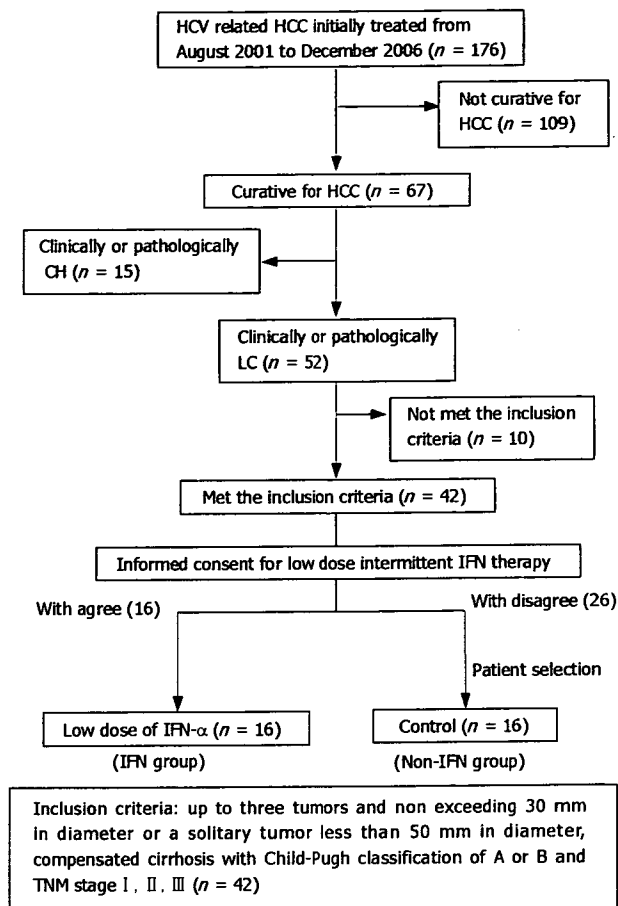 HCV related HCC initially treated from
August 2001 to December 2006 (n = 176)
Not curative for
HCC (n = 109)
Curative for HCC (n = 67)
Clinically or pathologically
CH (n = 15)
Clinically or pathologically
LC (n = 52)
Not met the inclusion
criteria (n = 10)
Met the inclusion criteria (n = 42)
Informed consent for low dose intermittent IFN therapy
With agree (16)
With disagree (26)
Patient selection
Low dose of IFN-α (n = 16)
Control (n = 16)
(IFN group)
(Non-IFN group)
Inclusion criteria: up to three tumors and non exceeding 30 mm
in diameter or a solitary tumor less than 50 mm in diameter,
compensated cirrhosis with Child-Pugh classification of A or B and
TNM stage Ⅰ, Ⅱ, Ⅲ (n = 42)